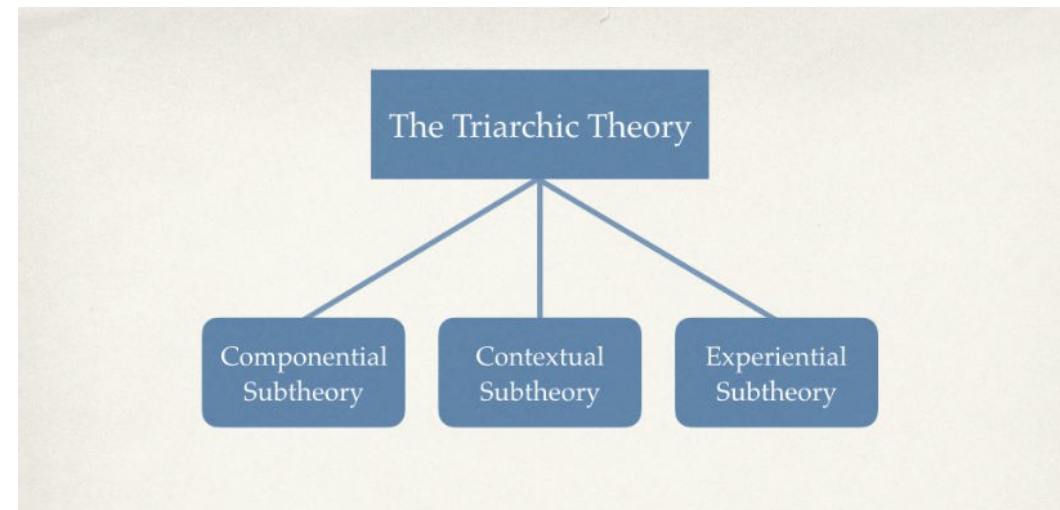 The Triarchic Theory
Componential
Subtheory
Contextual
Subtheory
Experiential
Subtheory